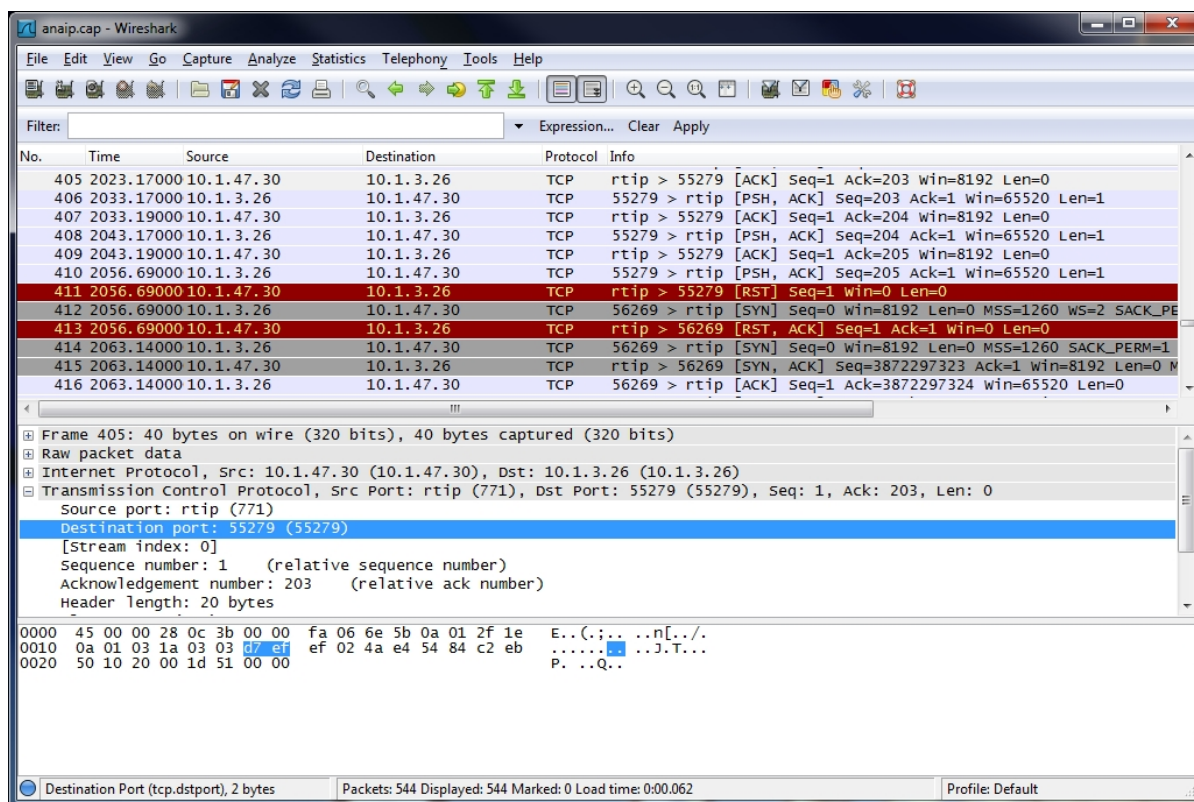 anaip.cap - Wireshark
File Edit View Go Capture Analyze Statistics Telephony Tools Help
Filter: Expression... Clear Apply
No. Time Source Destination Protocol Info
405 2023.17000 10.1.47.30 10.1.3.26 TCP rtip > 55279 [ACK] Seq=1 Ack=203 Win=8192 Len=0
406 2033.17000 10.1.3.26 10.1.47.30 TCP 55279 > rtip [PSH, ACK] Seq=203 Ack=1 Win=65520 Len=1
407 2033.19000 10.1.47.30 10.1.3.26 TCP rtip > 55279 [ACK] Seq=1 Ack=204 Win=8192 Len=0
408 2043.17000 10.1.3.26 10.1.47.30 TCP 55279 > rtip [PSH, ACK] Seq=204 Ack=1 Win=65520 Len=1
409 2043.19000 10.1.47.30 10.1.3.26 TCP rtip > 55279 [ACK] Seq=1 Ack=205 Win=8192 Len=0
410 2056.69000 10.1.3.26 10.1.47.30 TCP 55279 > rtip [PSH, ACK] Seq=205 Ack=1 Win=65520 Len=1
411 2056.69000 10.1.47.30 10.1.3.26 TCP rtip > 55279 [RST] Seq=1 Win=0 Len=0
412 2056.69000 10.1.3.26 10.1.47.30 TCP 56269 > rtip [SYN] Seq=0 Win=8192 Len=0 MSS=1260 WS=2 SACK_PE
413 2056.69000 10.1.47.30 10.1.3.26 TCP rtip > 56269 [RST, ACK] Seq=1 Ack=1 Win=0 Len=0
414 2063.14000 10.1.3.26 10.1.47.30 TCP 56269 > rtip [SYN] Seq=0 Win=8192 Len=0 MSS=1260 SACK_PERM=1
415 2063.14000 10.1.47.30 10.1.3.26 TCP rtip > 56269 [SYN, ACK] Seq=3872297323 Ack=1 Win=8192 Len=0 M
416 2063.14000 10.1.3.26 10.1.47.30 TCP 56269 > rtip [ACK] Seq=1 Ack=3872297324 Win=65520 Len=0
Frame 405: 40 bytes on wire (320 bits), 40 bytes captured (320 bits)
Raw packet data
Internet Protocol, Src: 10.1.47.30 (10.1.47.30), Dst: 10.1.3.26 (10.1.3.26)
Transmission Control Protocol, Src Port: rtip (771), Dst Port: 55279 (55279), Seq: 1, Ack: 203, Len: 0
Source port: rtip (771)
Destination port: 55279 (55279)
[Stream index: 0]
Sequence number: 1 (relative sequence number)
Acknowledgement number: 203 (relative ack number)
Header length: 20 bytes
0000 45 00 00 28 0c 3b 00 00 fa 06 6e 5b 0a 01 2f 1e E..(.;.. ..n[../.
0010 0a 01 03 1a 03 03 d7 ef ef 02 4a e4 54 84 c2 eb ........ ..J.T...
0020 50 10 20 00 1d 51 00 00 P. ..Q..
Destination Port (tcp.dstport), 2 bytes Packets: 544 Displayed: 544 Marked: 0 Load time: 0:00.062 Profile: Default